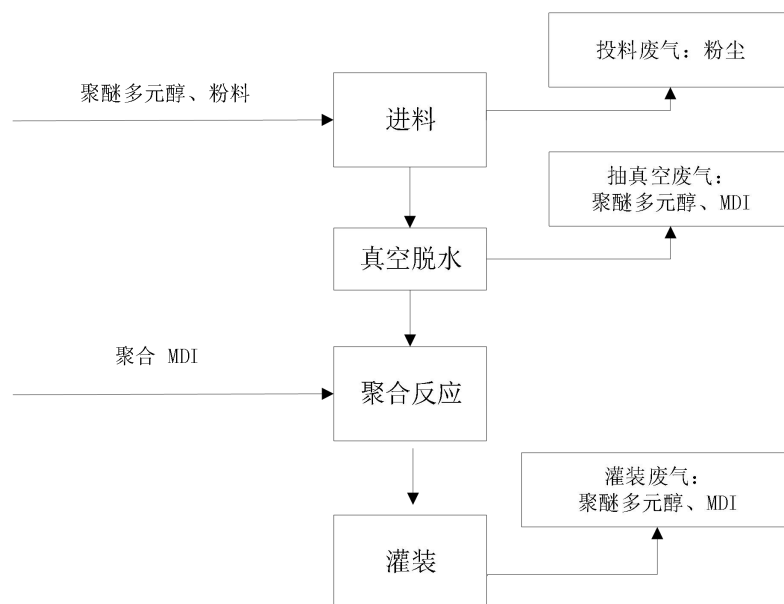 投料废气：粉尘
聚醚多元醇、粉料
进料
抽真空废气：
聚醚多元醇、MDI
真空脱水
聚合 MDI
聚合反应
灌装废气：
聚醚多元醇、MDI
灌装